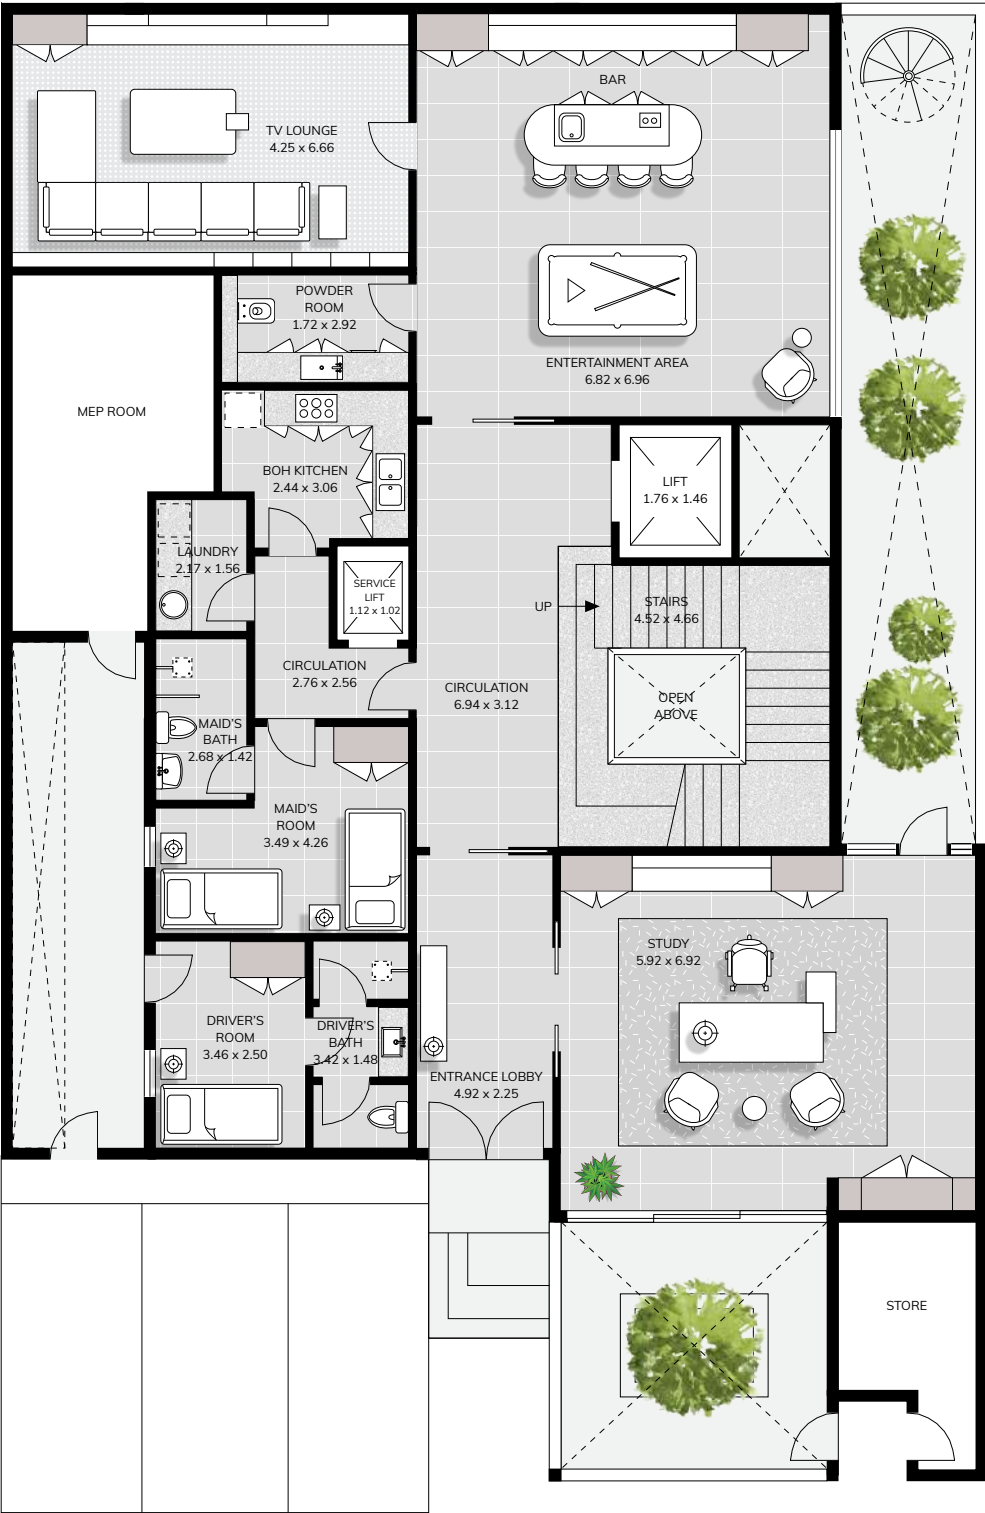 BAR
TV LOUNGE
4.25 x 6.66
POWDER
ROOM
1.72 x 2.92
ENTERTAINMENT AREA
6.82 x 6.96
MEP ROOM
BOH KITCHEN
2.44 x 3.06
LIFT
1.76 x 1.46
LAUNDRY
2.17 x 1.56
SERVICE
LIFT
1.12 x 1.02
UP
STAIRS
4.52 x 4.66
CIRCULATION
2.76 x 2.56
CIRCULATION
6.94 x 3.12
OPEN
ABOVE
MAID'S
BATH
2.68 x 1.42
MAID'S
ROOM
3.49 x 4.26
STUDY
5.92 x 6.92
DRIVER'S
ROOM
3.46 x 2.50
DRIVER'S
BATH
3.42 x 1.48
ENTRANCE LOBBY
4.92 x 2.25
STORE